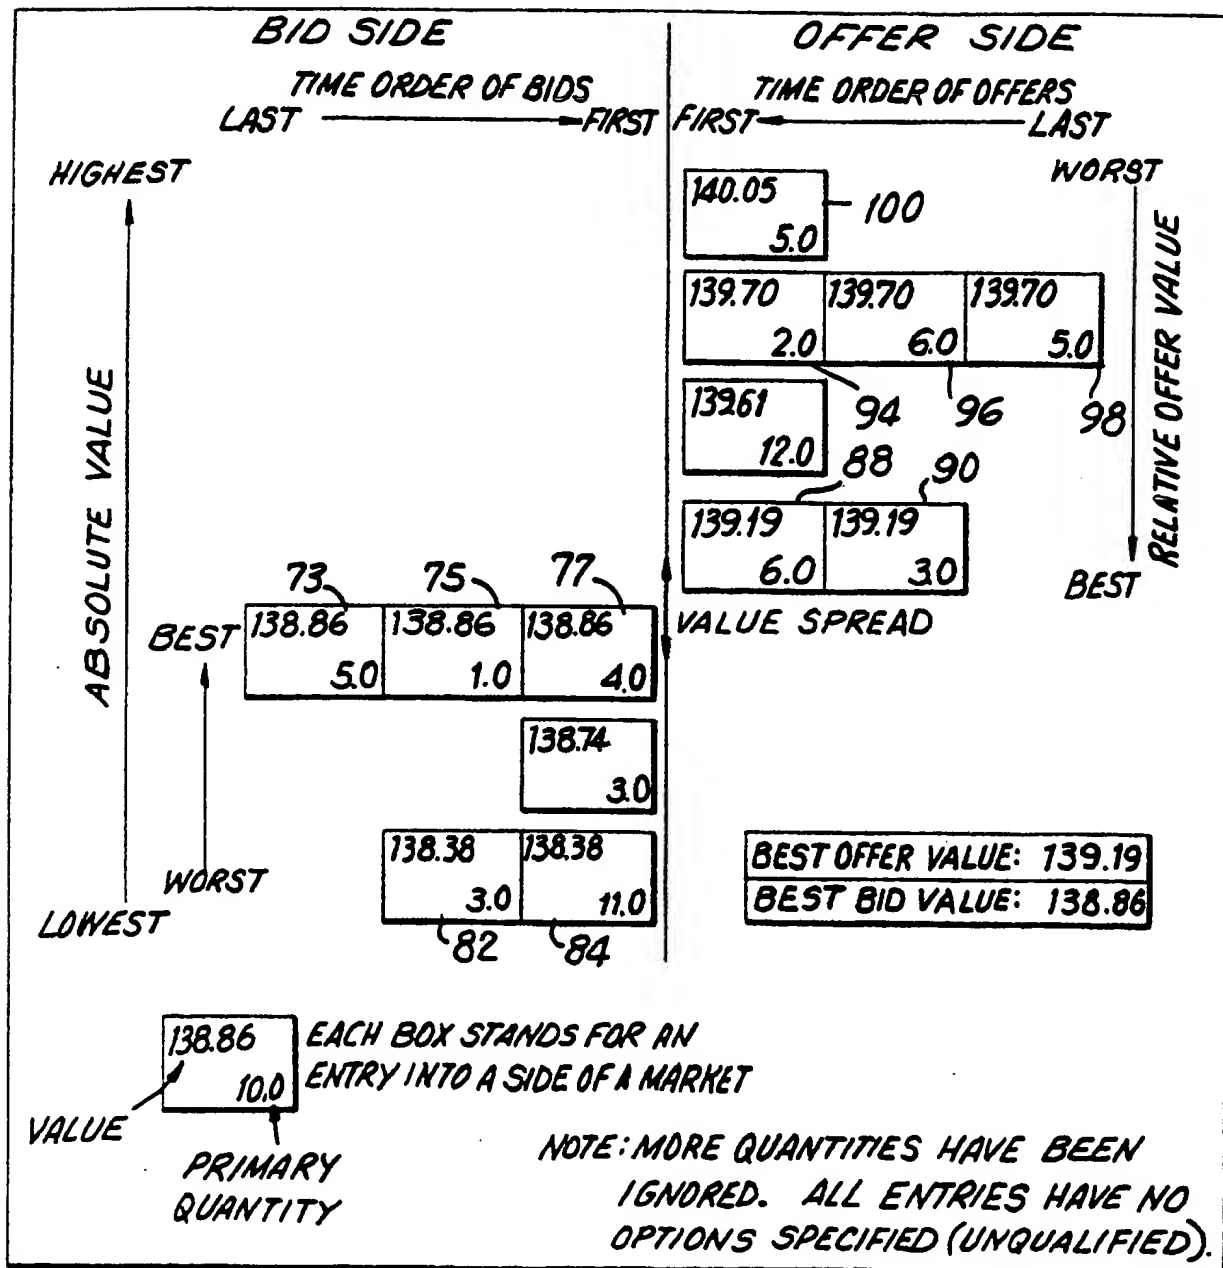 BID SIDE
OFFER SIDE
TIME ORDER OF BIDS
LAST FIRST
TIME ORDER OF OFFERS
FIRST LAST
HIGHEST
WORST
140.05
5.0
100
139.70 139.70 139.70
2.0 6.0 5.0
94 96 98
139.61
12.0
88 90
139.19 139.19
6.0 3.0
RELATIVE OFFER VALUE
BEST
ABSOLUTE VALUE
VALUE SPREAD
73 75 77
BEST
138.86 138.86 138.86
5.0 1.0 4.0
138.74
3.0
138.38 138.38
3.0 11.0
WORST
LOWEST
82 84
BEST OFFER VALUE: 139.19
BEST BID VALUE: 138.86
138.86
10.0
EACH BOX STANDS FOR AN
ENTRY INTO A SIDE OF A MARKET
VALUE
PRIMARY
QUANTITY
NOTE: MORE QUANTITIES HAVE BEEN
IGNORED. ALL ENTRIES HAVE NO
OPTIONS SPECIFIED (UNQUALIFIED).